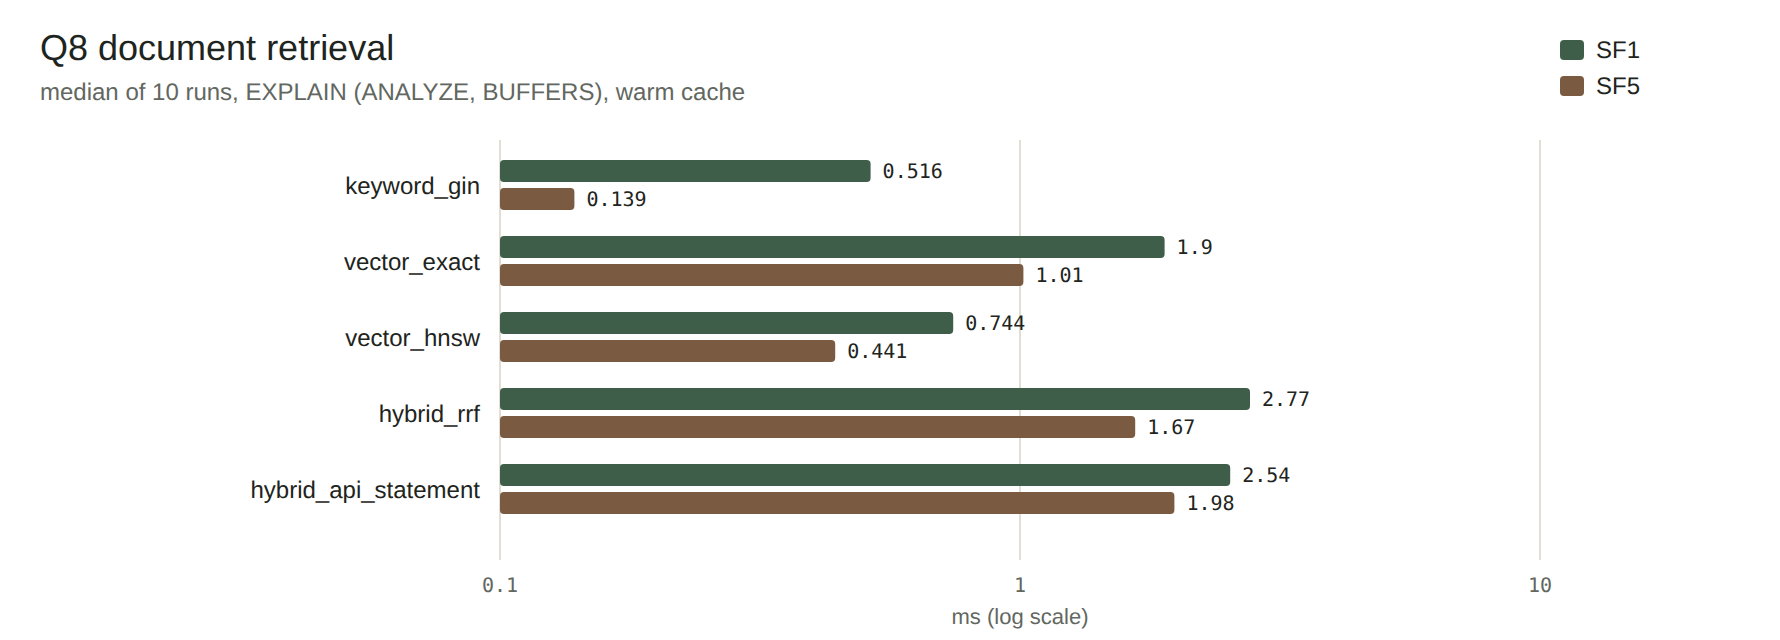 Q8 document retrieval
median of 10 runs, EXPLAIN (ANALYZE, BUFFERS), warm cache
SF1
SF5
keyword_gin
0.516
0.139
vector_exact
1.9
1.01
vector_hnsw
0.744
0.441
hybrid_rrf
2.77
1.67
hybrid_api_statement
2.54
1.98
0.1
1
10
ms (log scale)